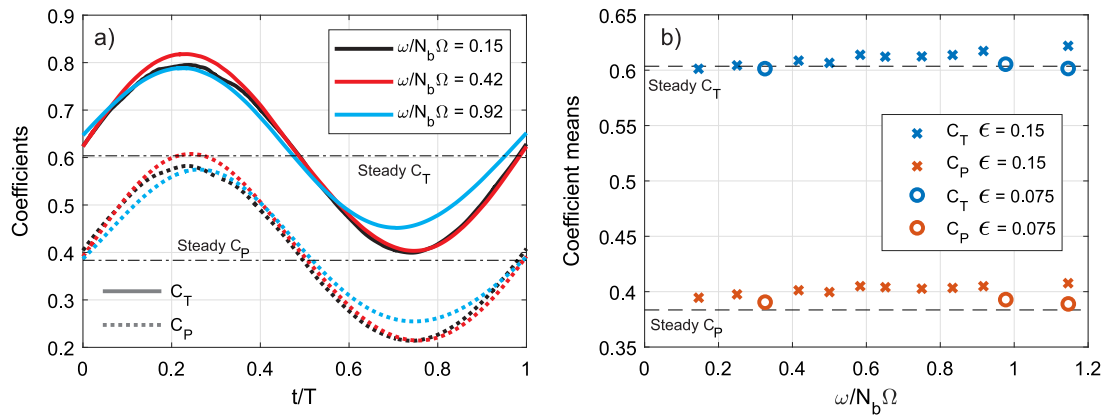 a)
0.9
0.8
0.7
0.6
0.5
0.4
0.3
0.2
Coefficients
ω/N_bΩ = 0.15
ω/N_bΩ = 0.42
ω/N_bΩ = 0.92
Steady C_T
Steady C_P
C_T
C_P
0 0.2 0.4 0.6 0.8 1
t/T
b)
0.65
0.6
0.55
0.5
0.45
0.4
0.35
Coefficient means
Steady C_T
C_T ϵ = 0.15
C_P ϵ = 0.15
C_T ϵ = 0.075
C_P ϵ = 0.075
Steady C_P
0 0.2 0.4 0.6 0.8 1 1.2
ω/N_bΩ